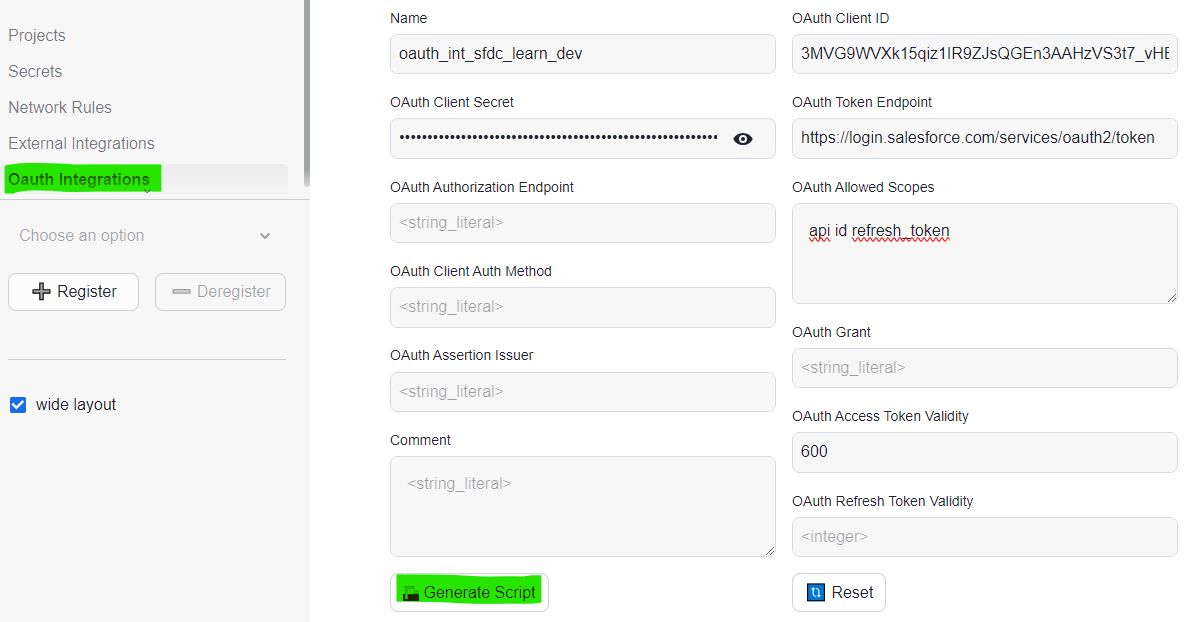 Projects
Secrets
Network Rules
External Integrations
Oauth Integrations
Choose an option
Register
Deregister
wide layout
Name
oauth_int_sfdc_learn_dev
OAuth Client ID
OAuth Client Secret
••••••••••••••••••••••••••••••••••••••••••••••••••••••••
OAuth Token Endpoint
https://login.salesforce.com/services/oauth2/token
OAuth Authorization Endpoint
<string_literal>
OAuth Allowed Scopes
api id refresh_token
OAuth Client Auth Method
<string_literal>
OAuth Grant
<string_literal>
OAuth Assertion Issuer
<string_literal>
OAuth Access Token Validity
600
Comment
<string_literal>
OAuth Refresh Token Validity
<integer>
Generate Script
Reset